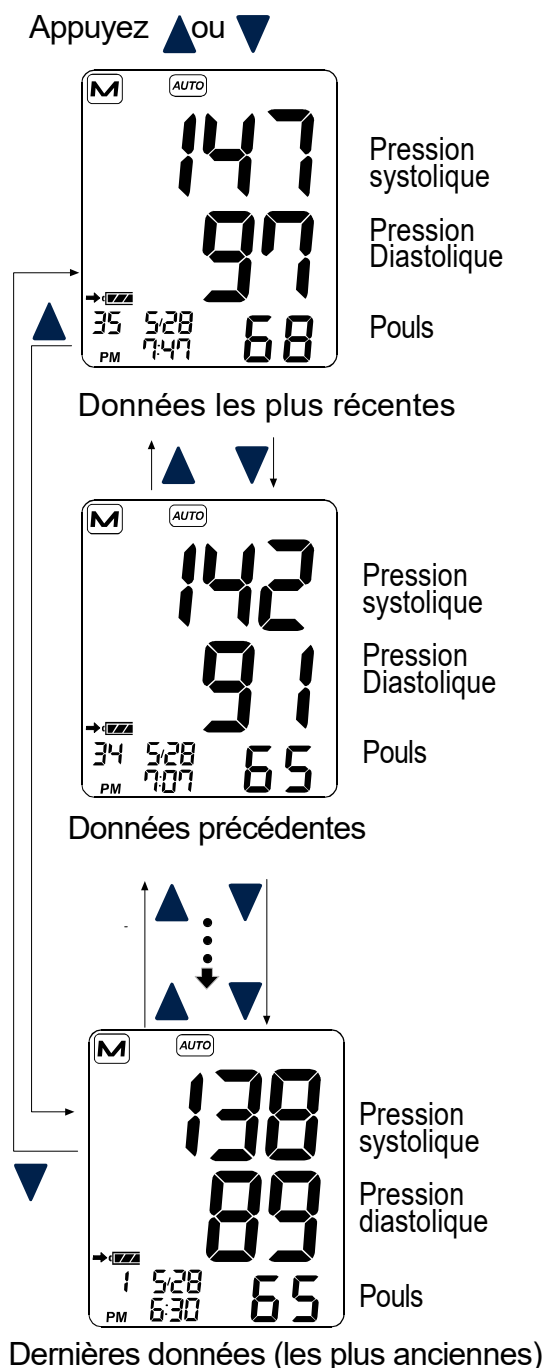 Appuyez ▲ou ▼
M AUTO
147
Pression
systolique
97
Pression
Diastolique
35 5/28
PM 7:47
68
Pouls
Données les plus récentes
M AUTO
142
Pression
systolique
91
Pression
Diastolique
34 5/28
PM 7:07
65
Pouls
Données précédentes
M AUTO
138
Pression
systolique
89
Pression
diastolique
1 5/28
PM 6:30
65
Pouls
Dernières données (les plus anciennes)